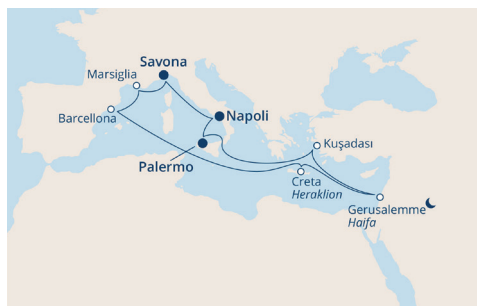 Savona
Marsiglia
Barcellona
Napoli
Palermo
Kuşadası
Creta
Heraklion
Gerusalemme
Haifa